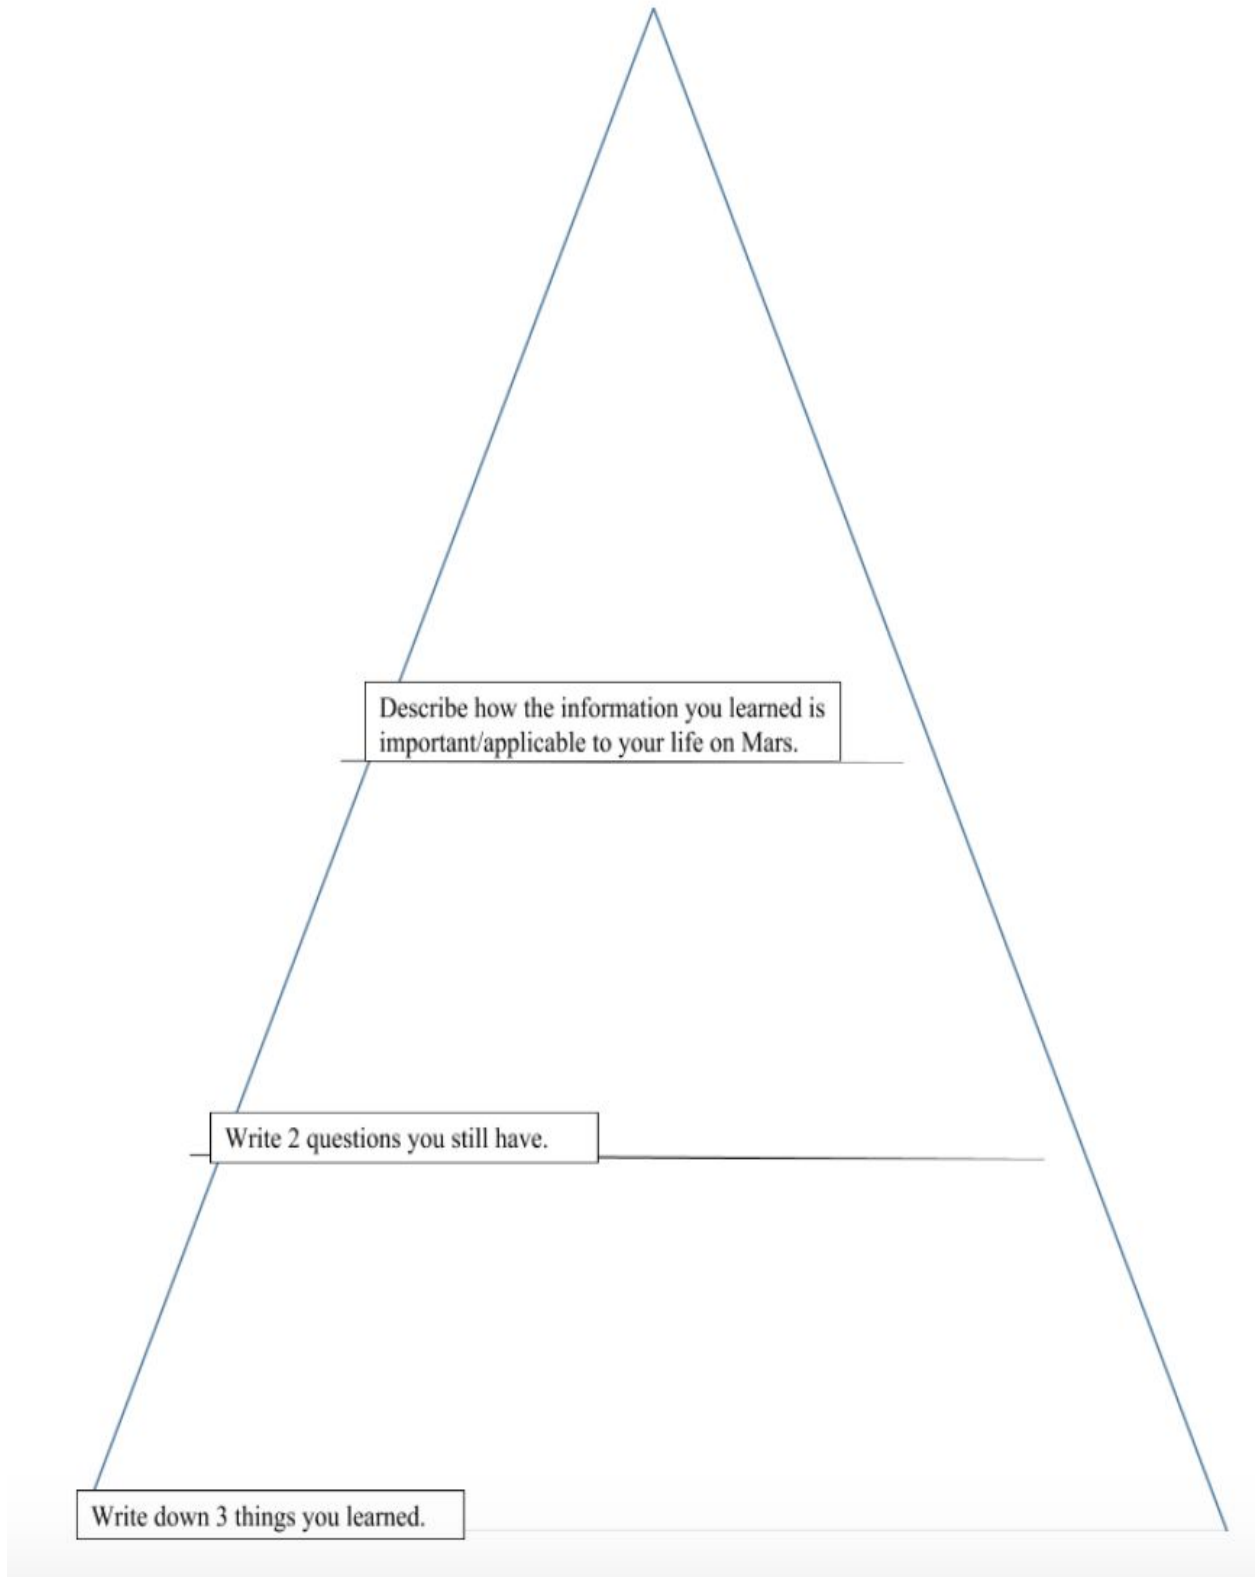 Describe how the information you learned is
important/applicable to your life on Mars.
Write 2 questions you still have.
Write down 3 things you learned.